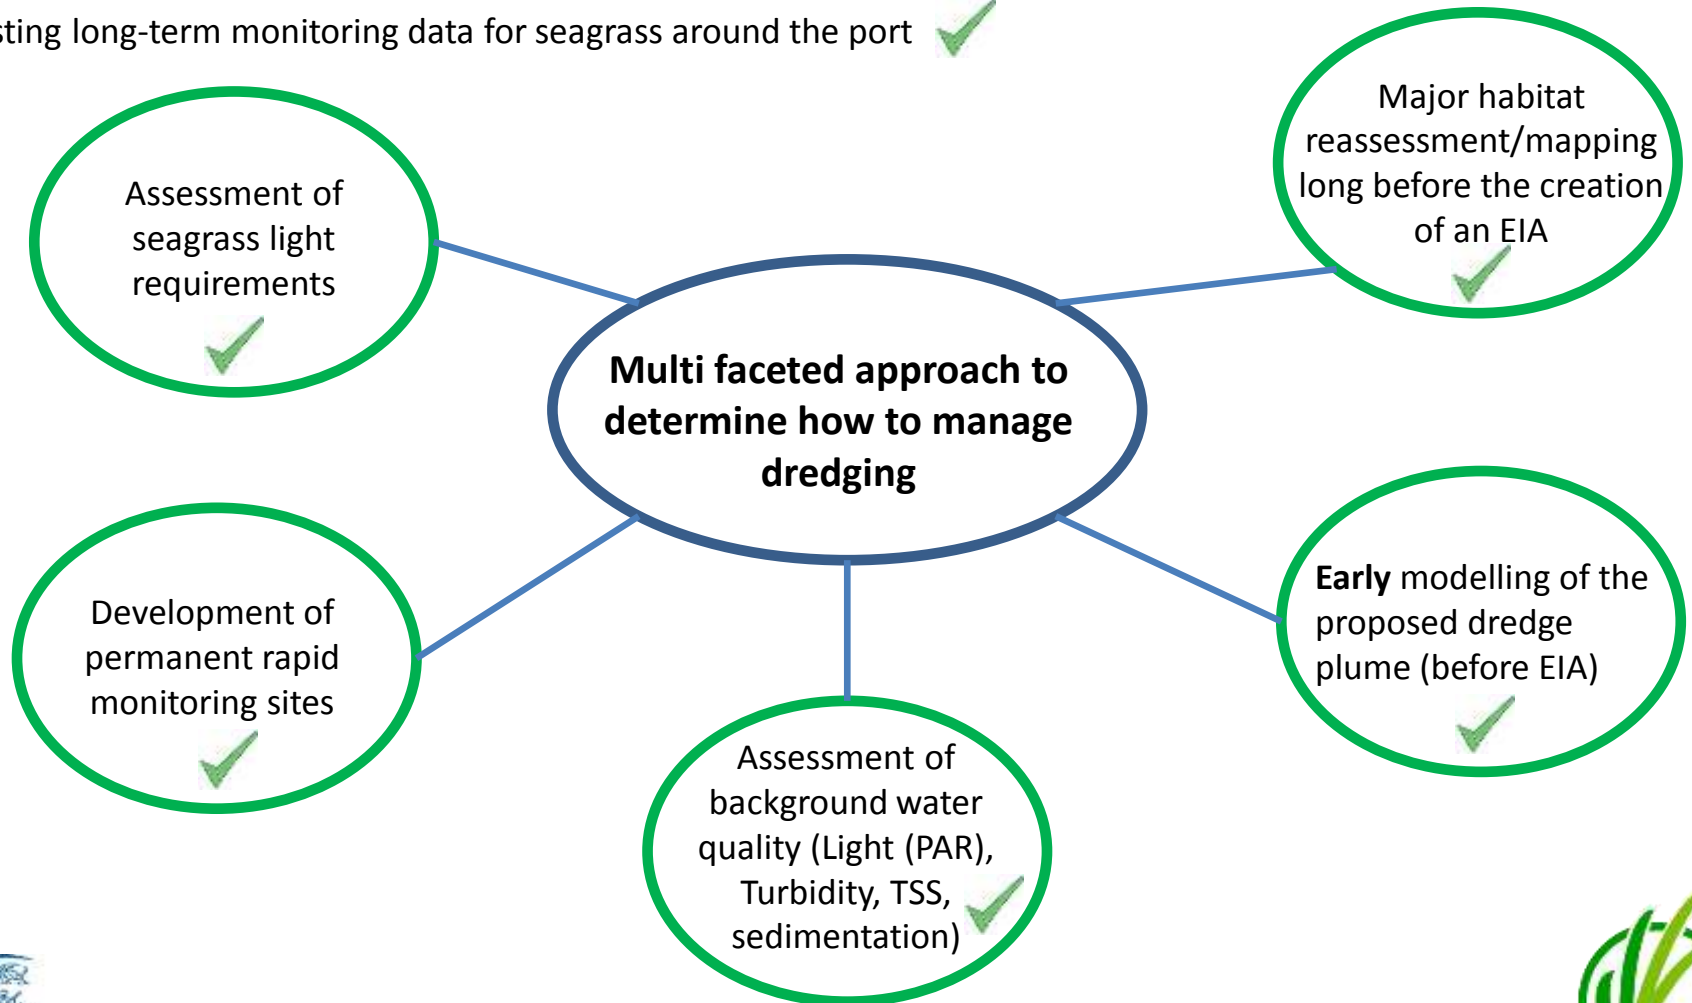 sting long-term monitoring data for seagrass around the port
Major habitat
reassessment/mapping
long before the creation
of an EIA
Assessment of
seagrass light
requirements
Multi faceted approach to
determine how to manage
dredging
Early modelling of the
proposed dredge
plume (before EIA)
Development of
permanent rapid
monitoring sites
Assessment of
background water
quality (Light (PAR),
Turbidity, TSS,
sedimentation)